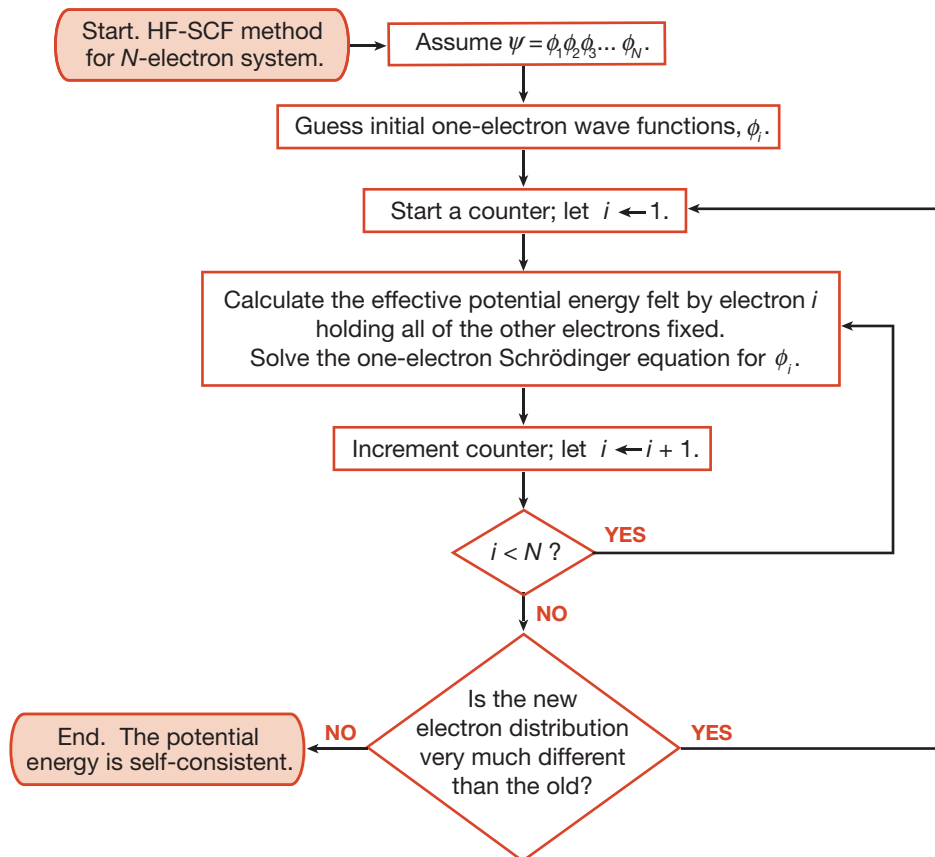 Start. HF-SCF method
for N-electron system.
Assume ψ = ϕ₁ϕ₂ϕ₃... ϕ_N.
Guess initial one-electron wave functions, ϕᵢ.
Start a counter; let i ← 1.
Calculate the effective potential energy felt by electron i
holding all of the other electrons fixed.
Solve the one-electron Schrödinger equation for ϕᵢ.
Increment counter; let i ← i + 1.
i < N ?
YES
NO
Is the new
electron distribution
very much different
than the old?
YES
NO
End. The potential
energy is self-consistent.